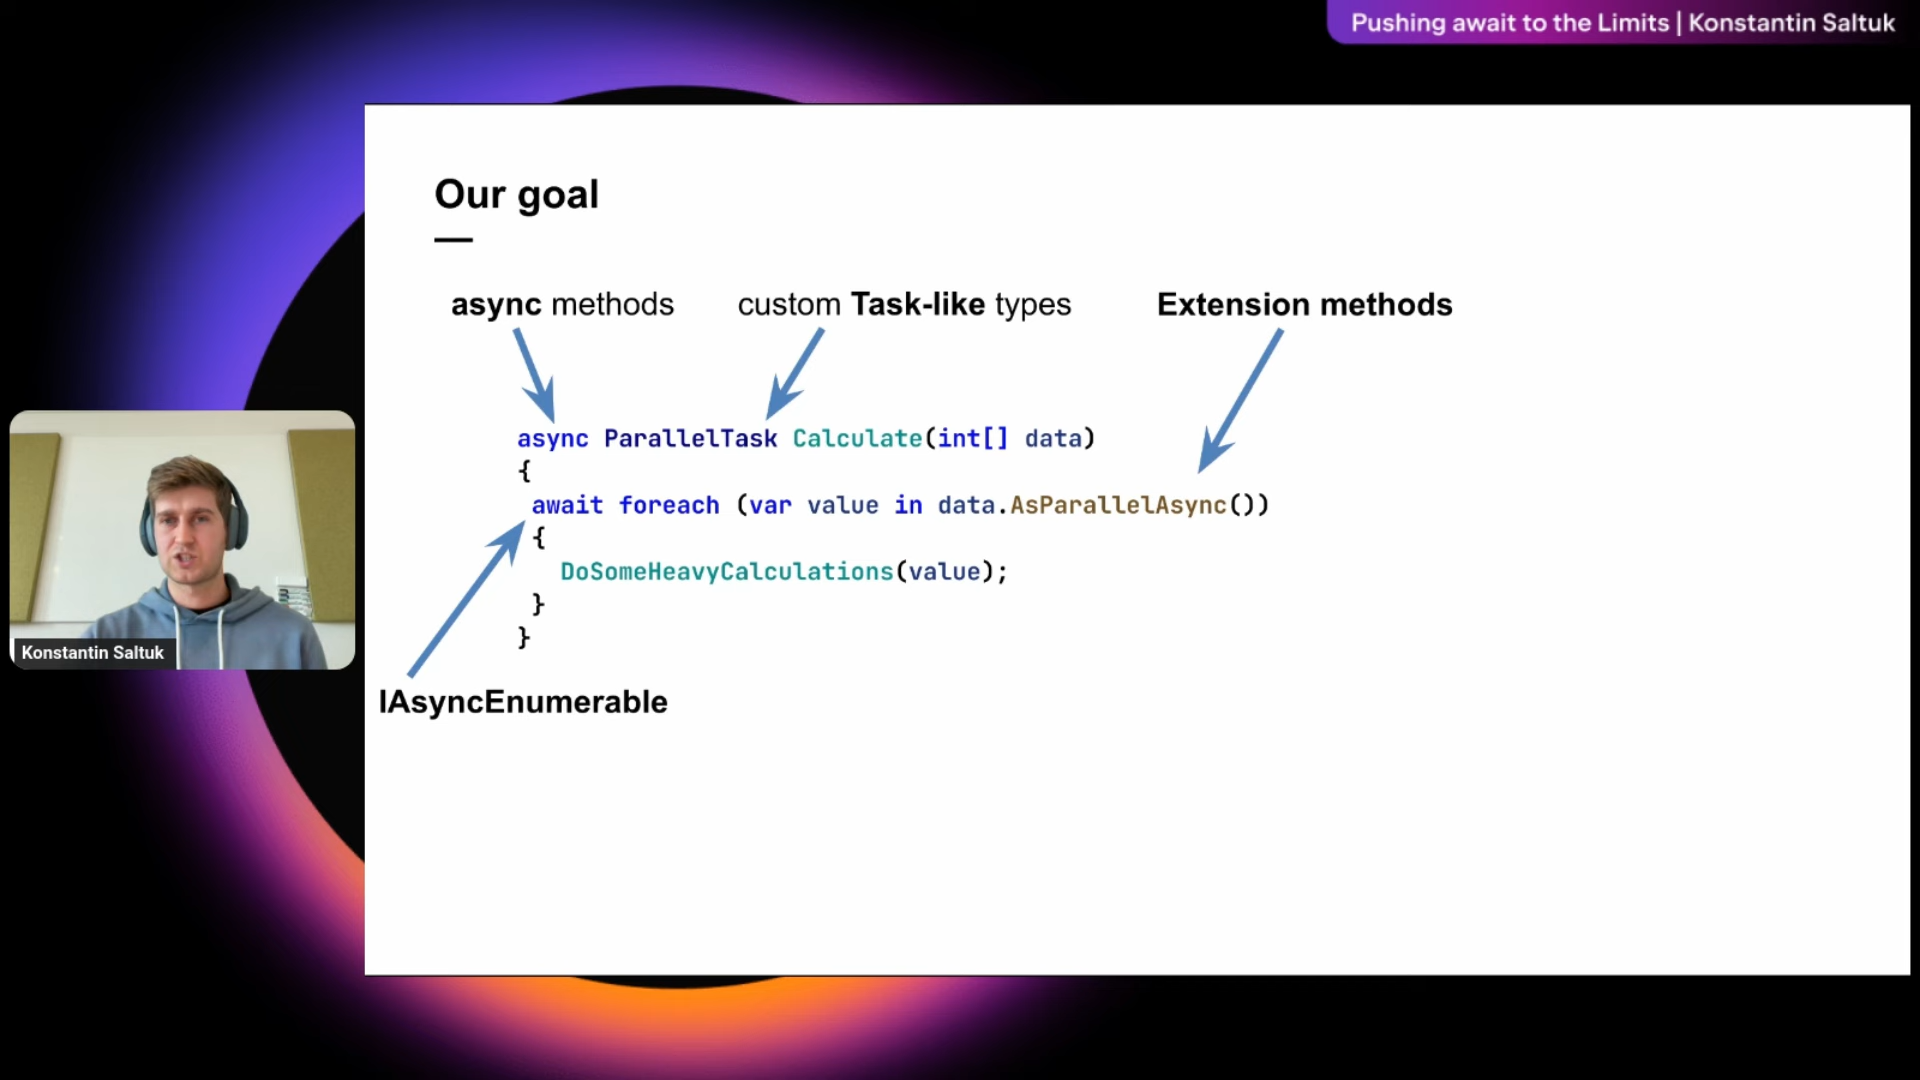 Pushing await to the Limits | Konstantin Saltuk
Our goal
async methods
custom Task-like types
Extension methods
async ParallelTask Calculate(int[] data)
{
await foreach (var value in data.AsParallelAsync())
{
DoSomeHeavyCalculations(value);
}
}
IAsyncEnumerable
Konstantin Saltuk